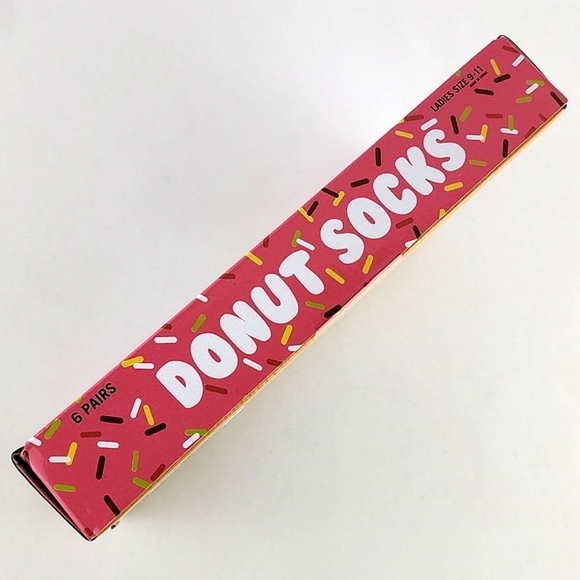 6 PAIRS
DONUT SOCKS
LADIES SIZE 9-11